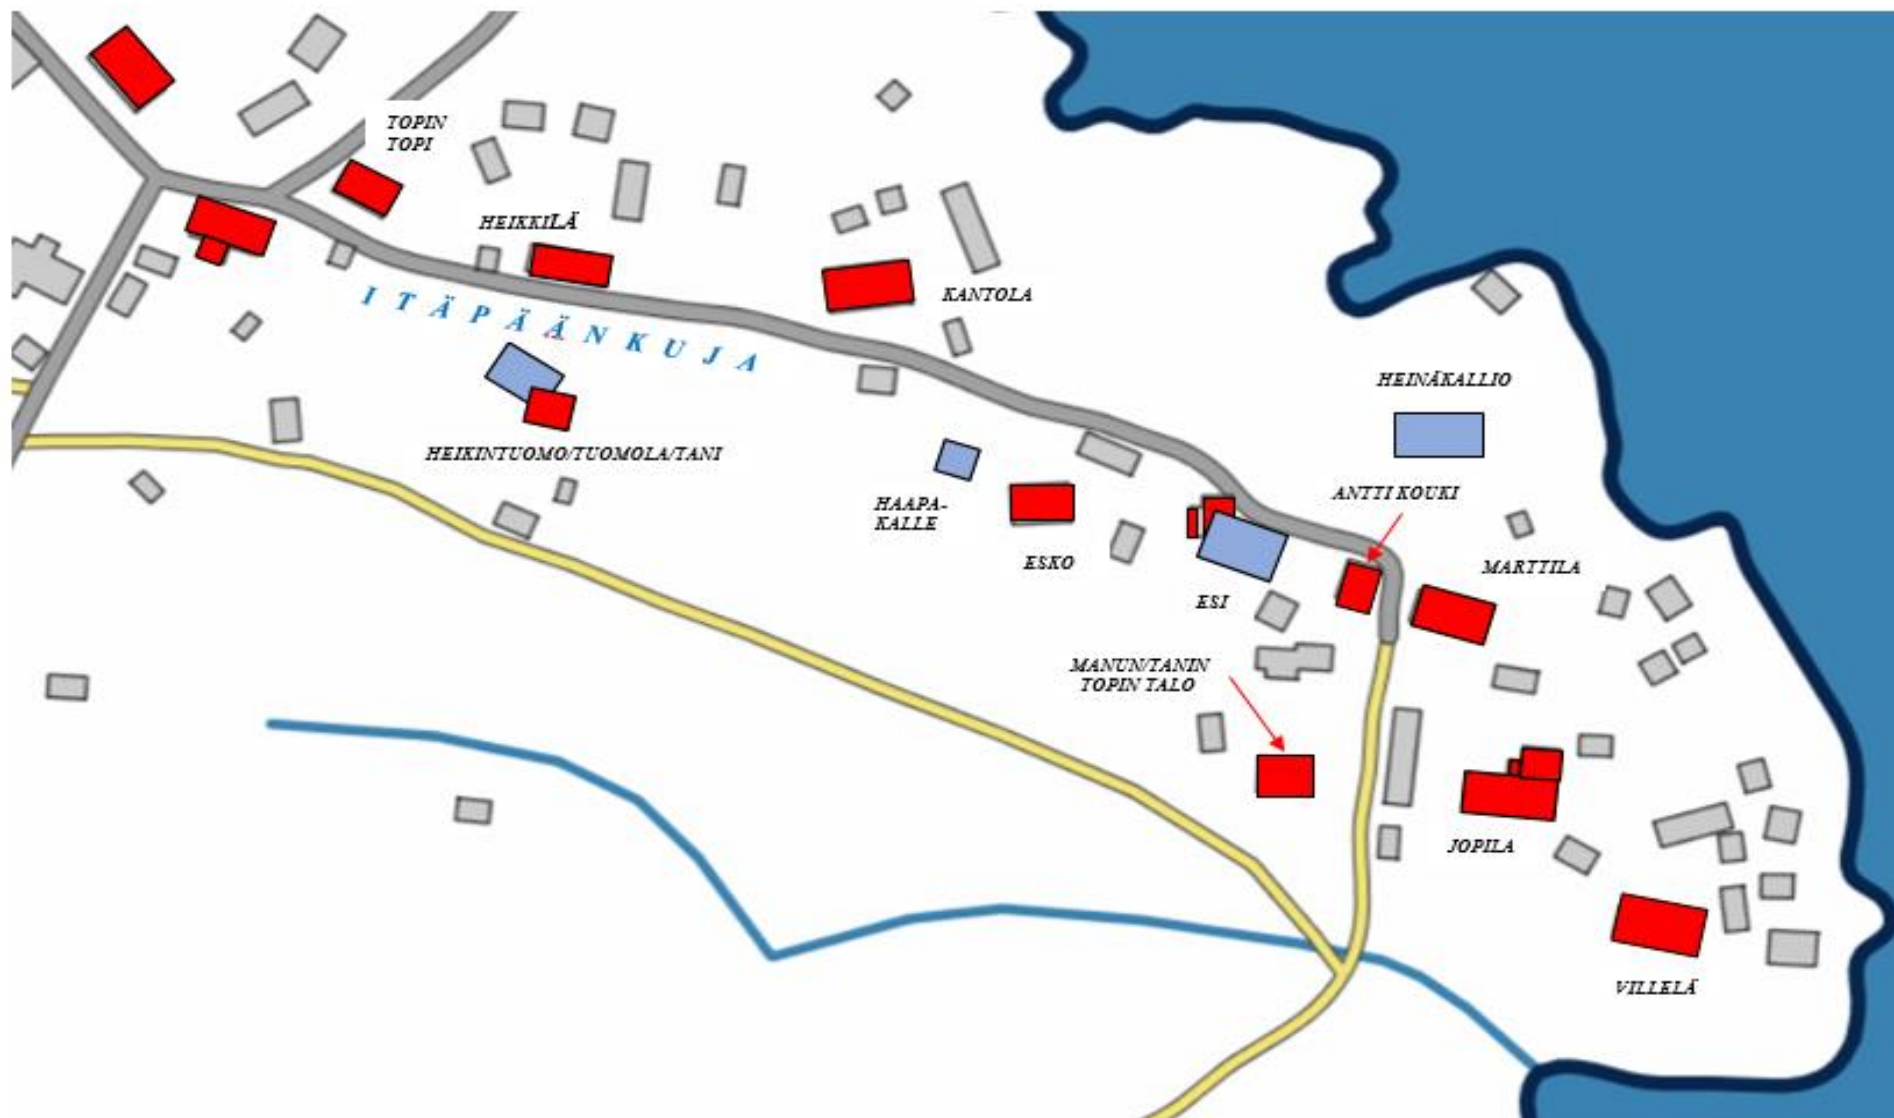 TOPIN
TOPI
HEIKKILÄ
KANTOLA
ITÄPÄÄNKUJA
HEINÄKALLIO
HEIKINTUOMO/TUOMOLA/TANI
HAAPA-
KALLE
ANTTI KOUKI
ESKO
MARTTILA
ESI
MANUN/TANIN
TOPIN TALO
JOPILA
VILLELÄ